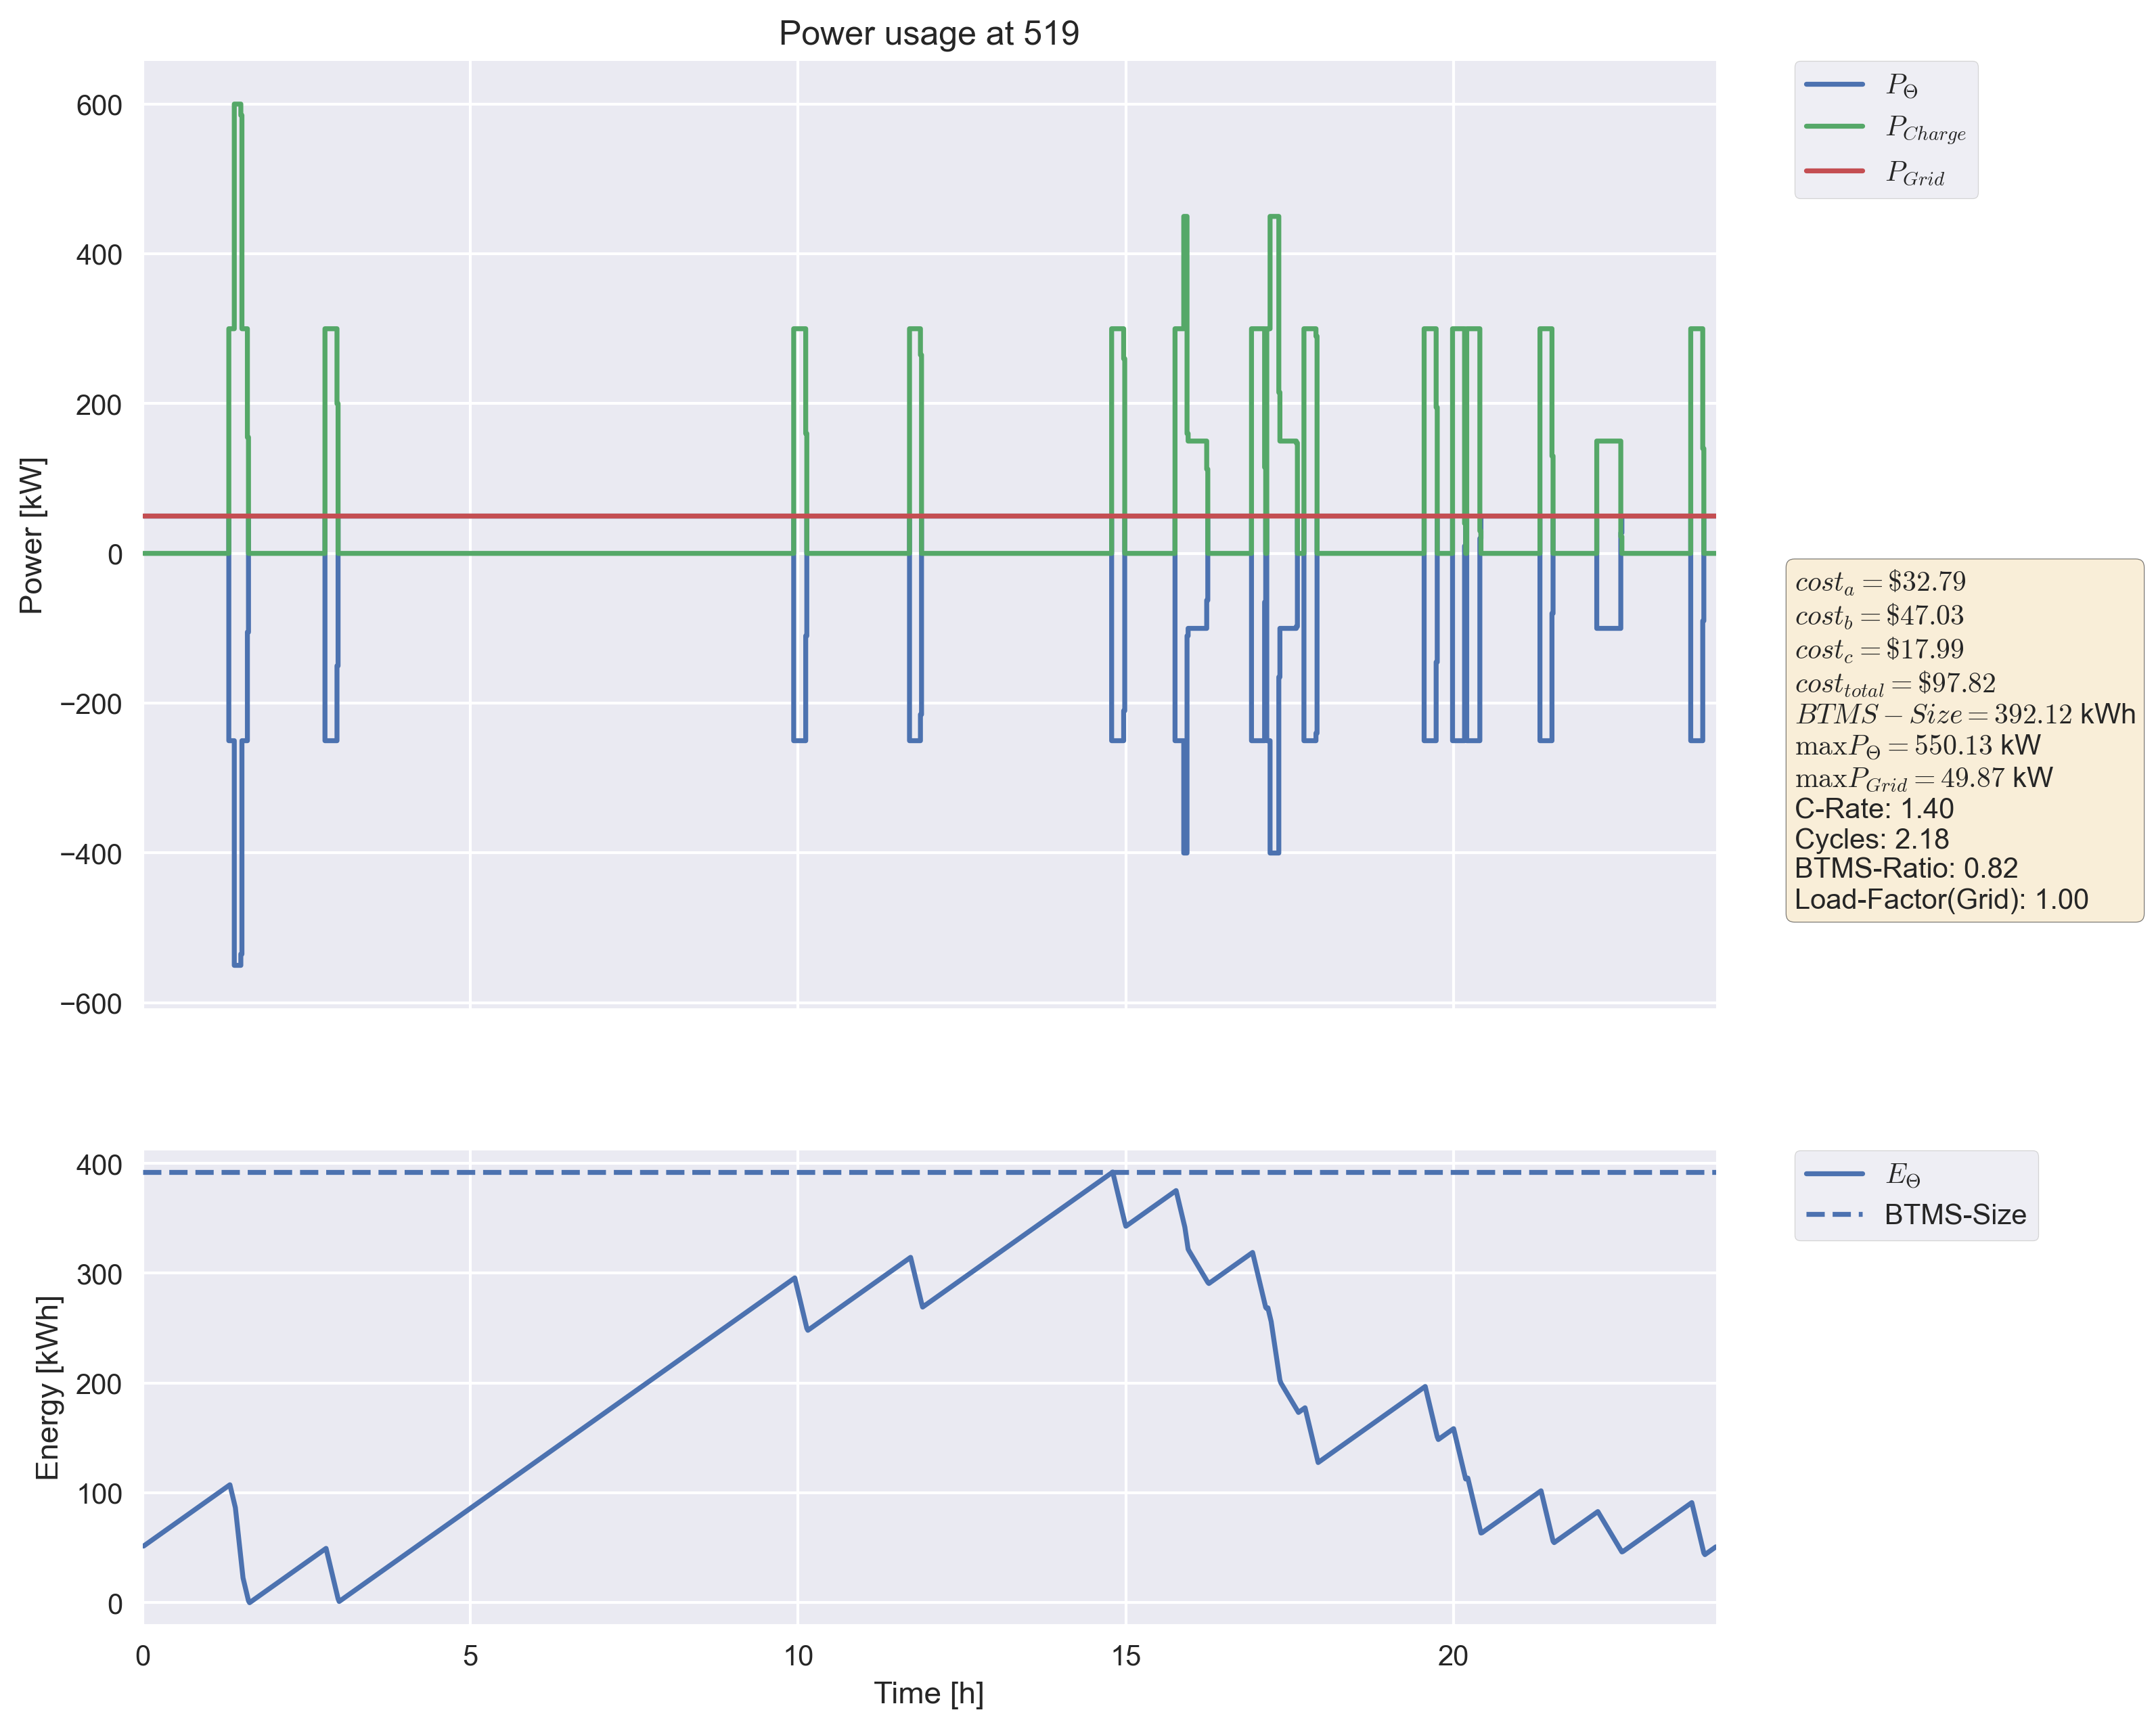 Power usage at 519
600
400
200
0
−200
−400
−600
Power [kW]
P_Θ
P_Charge
P_Grid
cost_a = $32.79
cost_b = $47.03
cost_c = $17.99
cost_total = $97.82
BTMS − Size = 392.12 kWh
max P_Θ = 550.13 kW
max P_Grid = 49.87 kW
C-Rate: 1.40
Cycles: 2.18
BTMS-Ratio: 0.82
Load-Factor(Grid): 1.00
400
300
200
100
0
Energy [kWh]
0 5 10 15 20
Time [h]
E_Θ
BTMS-Size